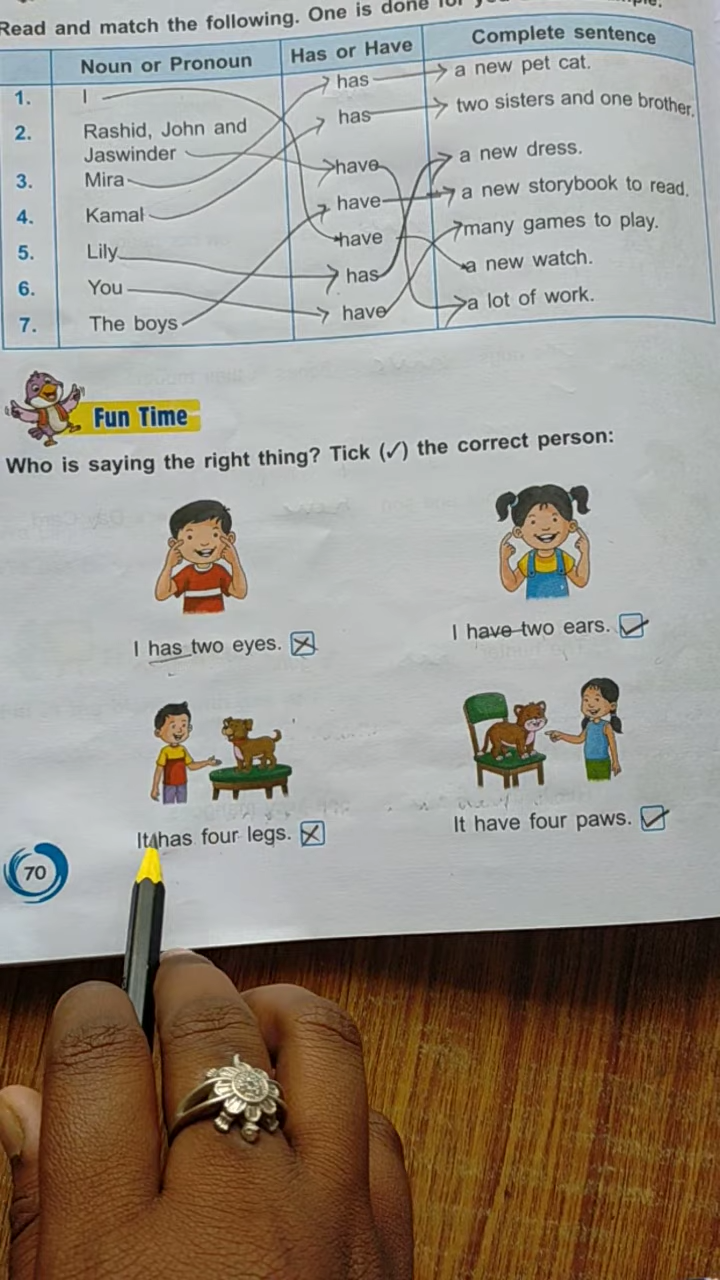 Read and match the following. One is done for
Noun or Pronoun Has or Have Complete sentence
1. I has a new pet cat.
2. Rashid, John and Jaswinder has two sisters and one brother.
3. Mira have a new dress.
4. Kamal have a new storybook to read.
5. Lily have many games to play.
6. You has a new watch.
7. The boys have a lot of work.
Fun Time
Who is saying the right thing? Tick (✓) the correct person:
I has two eyes.
I have two ears.
It has four legs.
It have four paws.
70